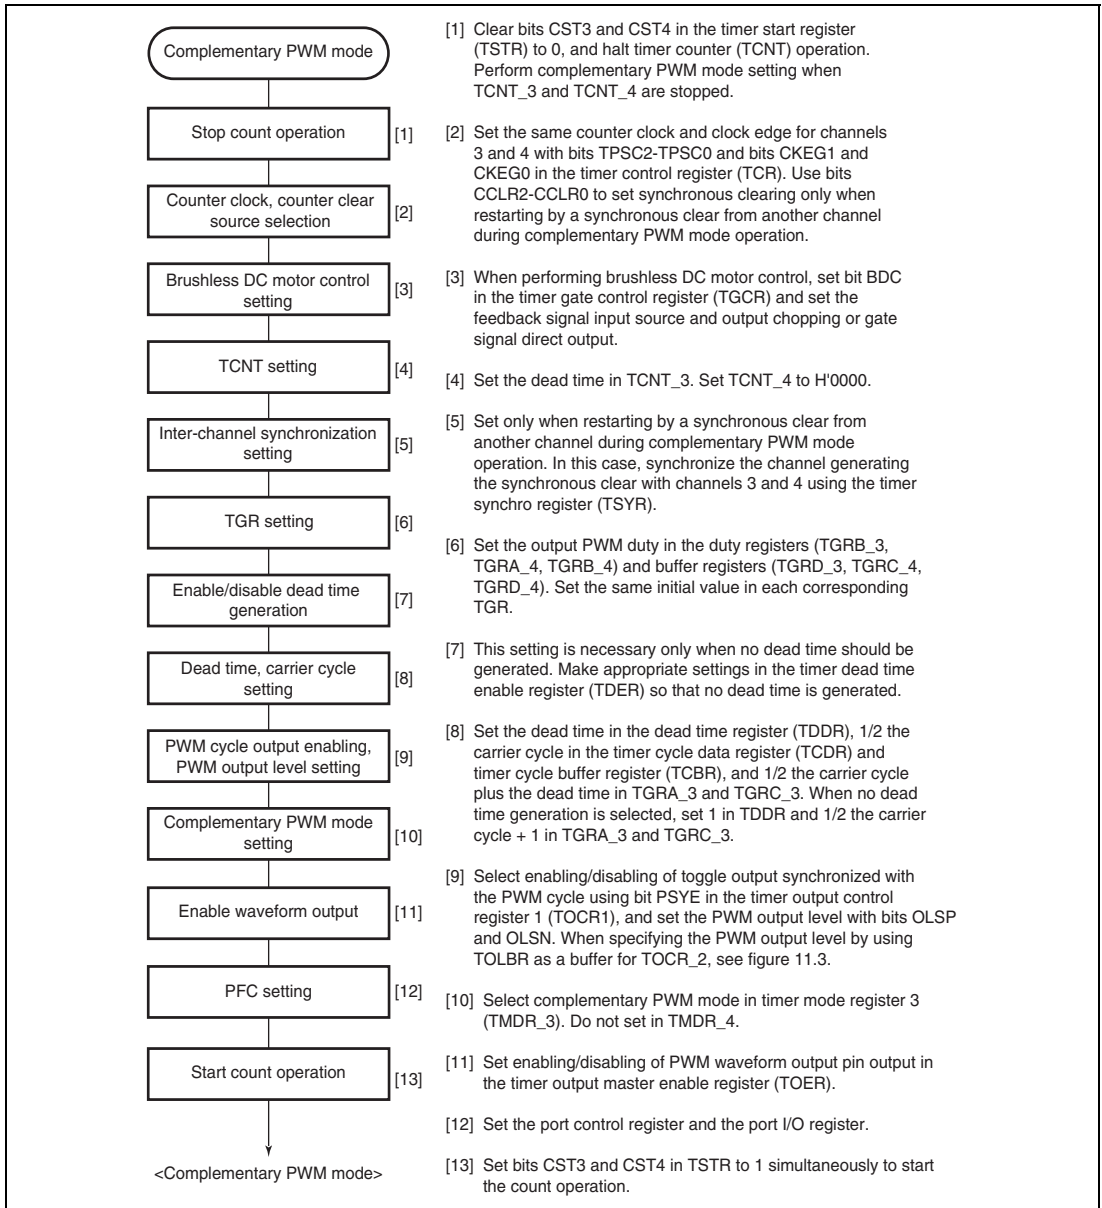 Complementary PWM mode
Stop count operation
[1]
Counter clock, counter clear
source selection
[2]
Brushless DC motor control
setting
[3]
TCNT setting
[4]
Inter-channel synchronization
setting
[5]
TGR setting
[6]
Enable/disable dead time
generation
[7]
Dead time, carrier cycle
setting
[8]
PWM cycle output enabling,
PWM output level setting
[9]
Complementary PWM mode
setting
[10]
Enable waveform output
[11]
PFC setting
[12]
Start count operation
[13]
<Complementary PWM mode>
[1] Clear bits CST3 and CST4 in the timer start register
(TSTR) to 0, and halt timer counter (TCNT) operation.
Perform complementary PWM mode setting when
TCNT_3 and TCNT_4 are stopped.
[2] Set the same counter clock and clock edge for channels
3 and 4 with bits TPSC2-TPSC0 and bits CKEG1 and
CKEG0 in the timer control register (TCR). Use bits
CCLR2-CCLR0 to set synchronous clearing only when
restarting by a synchronous clear from another channel
during complementary PWM mode operation.
[3] When performing brushless DC motor control, set bit BDC
in the timer gate control register (TGCR) and set the
feedback signal input source and output chopping or gate
signal direct output.
[4] Set the dead time in TCNT_3. Set TCNT_4 to H'0000.
[5] Set only when restarting by a synchronous clear from
another channel during complementary PWM mode
operation. In this case, synchronize the channel generating
the synchronous clear with channels 3 and 4 using the timer
synchro register (TSYR).
[6] Set the output PWM duty in the duty registers (TGRB_3,
TGRA_4, TGRB_4) and buffer registers (TGRD_3, TGRC_4,
TGRD_4). Set the same initial value in each corresponding
TGR.
[7] This setting is necessary only when no dead time should be
generated. Make appropriate settings in the timer dead time
enable register (TDER) so that no dead time is generated.
[8] Set the dead time in the dead time register (TDDR), 1/2 the
carrier cycle in the timer cycle data register (TCDR) and
timer cycle buffer register (TCBR), and 1/2 the carrier cycle
plus the dead time in TGRA_3 and TGRC_3. When no dead
time generation is selected, set 1 in TDDR and 1/2 the carrier
cycle + 1 in TGRA_3 and TGRC_3.
[9] Select enabling/disabling of toggle output synchronized with
the PWM cycle using bit PSYE in the timer output control
register 1 (TOCR1), and set the PWM output level with bits OLSP
and OLSN. When specifying the PWM output level by using
TOLBR as a buffer for TOCR_2, see figure 11.3.
[10] Select complementary PWM mode in timer mode register 3
(TMDR_3). Do not set in TMDR_4.
[11] Set enabling/disabling of PWM waveform output pin output in
the timer output master enable register (TOER).
[12] Set the port control register and the port I/O register.
[13] Set bits CST3 and CST4 in TSTR to 1 simultaneously to start
the count operation.